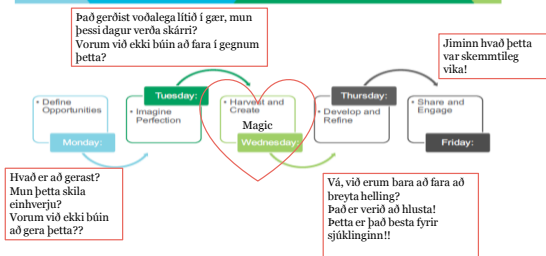 Það gerðist voðalega lítið í gær, mun
þessi dagur verða skárri?
Vorum við ekki búin að fara í gegnum
þetta?
Jiminn hvað þetta
var skemmtileg
vika!
• Define
Opportunities
Monday:
Tuesday:
• Imagine
Perfection
• Harvest and
Create
Magic
Wednesday:
Thursday:
• Develop and
Refine
• Share and
Engage
Friday:
Hvað er að gerast?
Mun þetta skila
einhverju?
Vorum við ekki búin
að gera þetta??
Vá, við erum bara að fara að
breyta helling?
Það er verið að hlusta!
Þetta er það besta fyrir
sjúklinginn!!